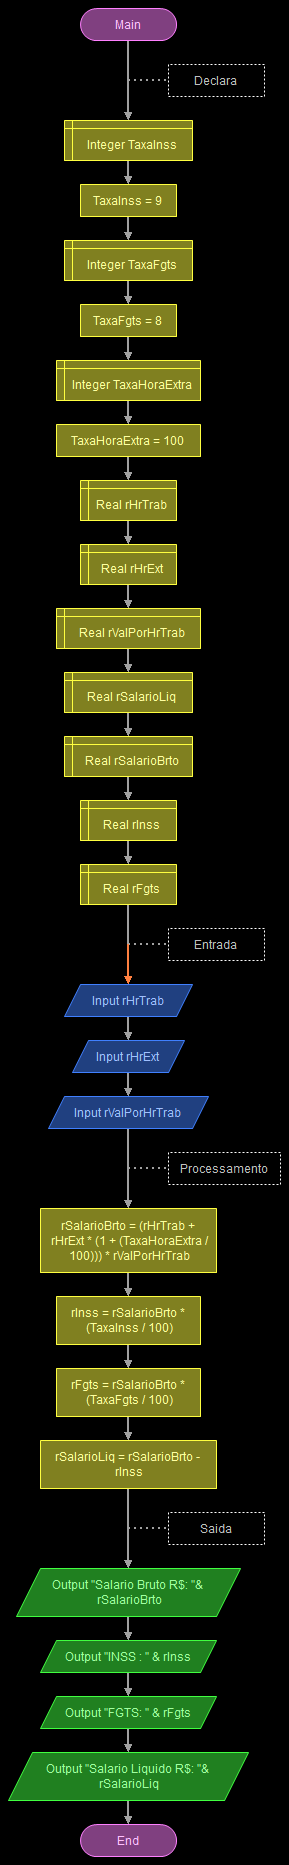 Main
Declara
Integer TaxaInss
TaxaInss = 9
Integer TaxaFgts
TaxaFgts = 8
Integer TaxaHoraExtra
TaxaHoraExtra = 100
Real rHrTrab
Real rHrExt
Real rValPorHrTrab
Real rSalarioLiq
Real rSalarioBrto
Real rInss
Real rFgts
Entrada
Input rHrTrab
Input rHrExt
Input rValPorHrTrab
Processamento
rSalarioBrto = (rHrTrab +
rHrExt * (1 + (TaxaHoraExtra /
100))) * rValPorHrTrab
rInss = rSalarioBrto *
(TaxaInss / 100)
rFgts = rSalarioBrto *
(TaxaFgts / 100)
rSalarioLiq = rSalarioBrto -
rInss
Saida
Output "Salario Bruto R$: "&
rSalarioBrto
Output "INSS : " & rInss
Output "FGTS: " & rFgts
Output "Salario Liquido R$: "&
rSalarioLiq
End